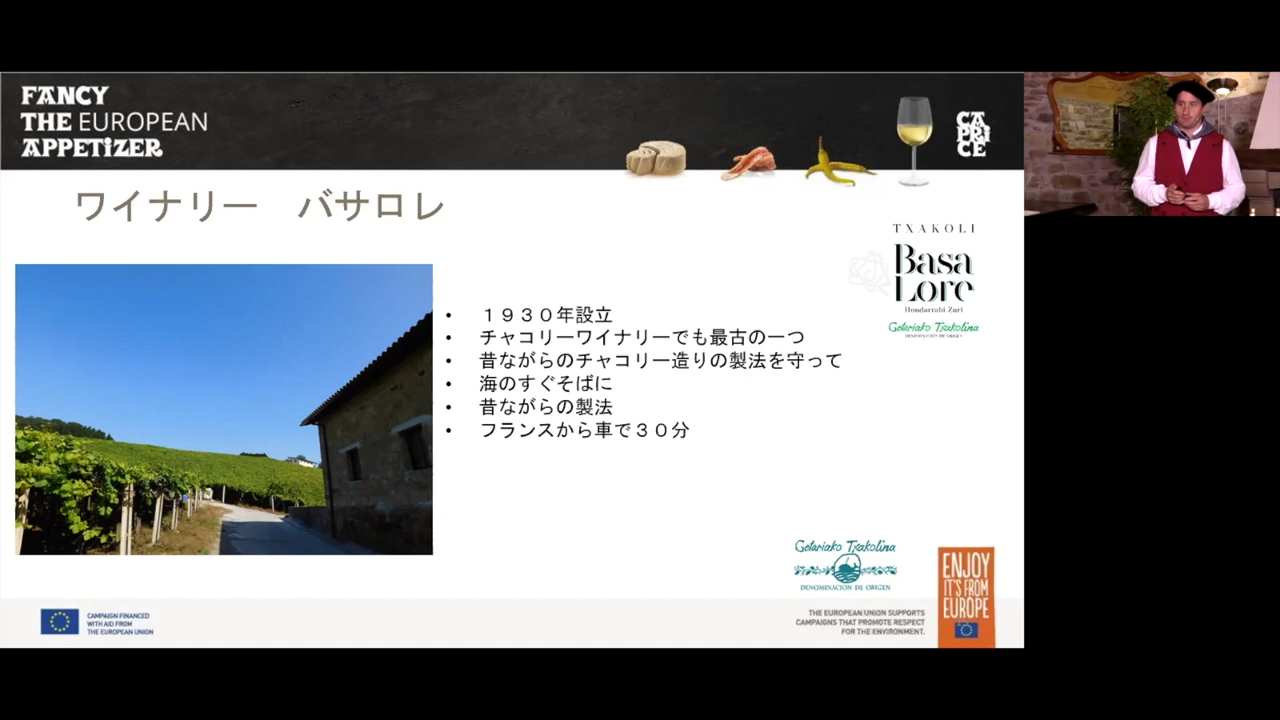 FANCY
THE EUROPEAN
APPETIZER
CA
PRI
CE
ワイナリー　バサロレ
TXAKOLI
Basa
Lore
Hondarrabi Zuri
Getariako Txakolina
DENOMINACIÓN DE ORIGEN
• １９３０年設立
• チャコリーワイナリーでも最古の一つ
• 昔ながらのチャコリー造りの製法を守って
• 海のすぐそばに
• 昔ながらの製法
• フランスから車で３０分
Getariako Txakolina
DENOMINACION DE ORIGEN
ENJOY
IT'S FROM
EUROPE
CAMPAIGN FINANCED
WITH AID FROM
THE EUROPEAN UNION
THE EUROPEAN UNION SUPPORTS
CAMPAIGNS THAT PROMOTE RESPECT
FOR THE ENVIRONMENT.